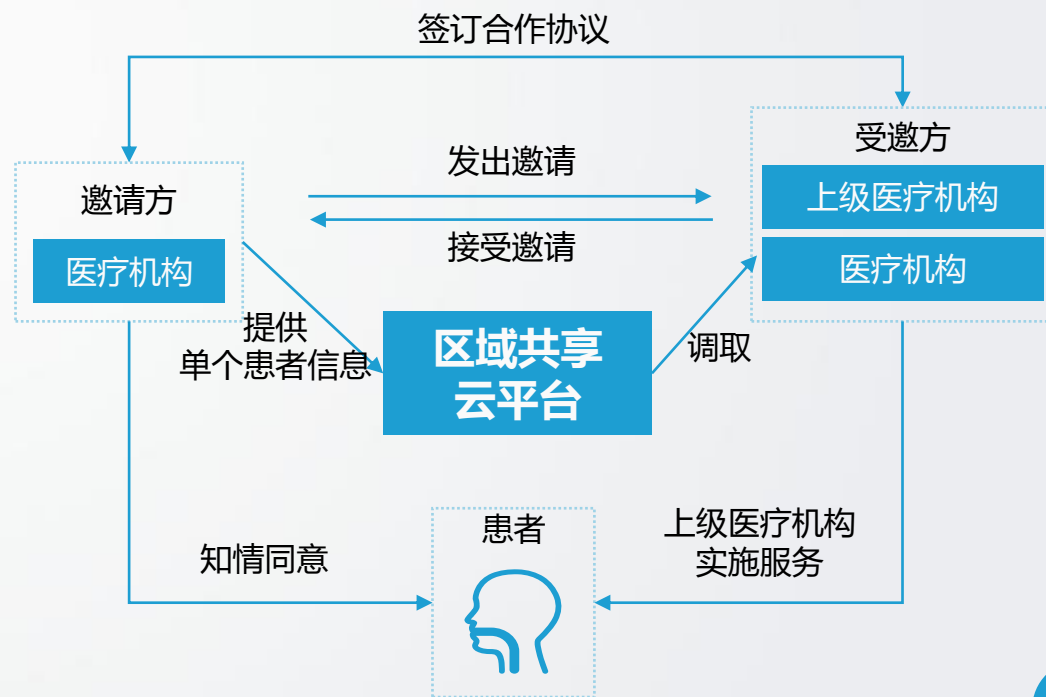 签订合作协议
受邀方
发出邀请
上级医疗机构
邀请方
接受邀请
医疗机构
医疗机构
提供
单个患者信息
区域共享
云平台
调取
患者
上级医疗机构
实施服务
知情同意